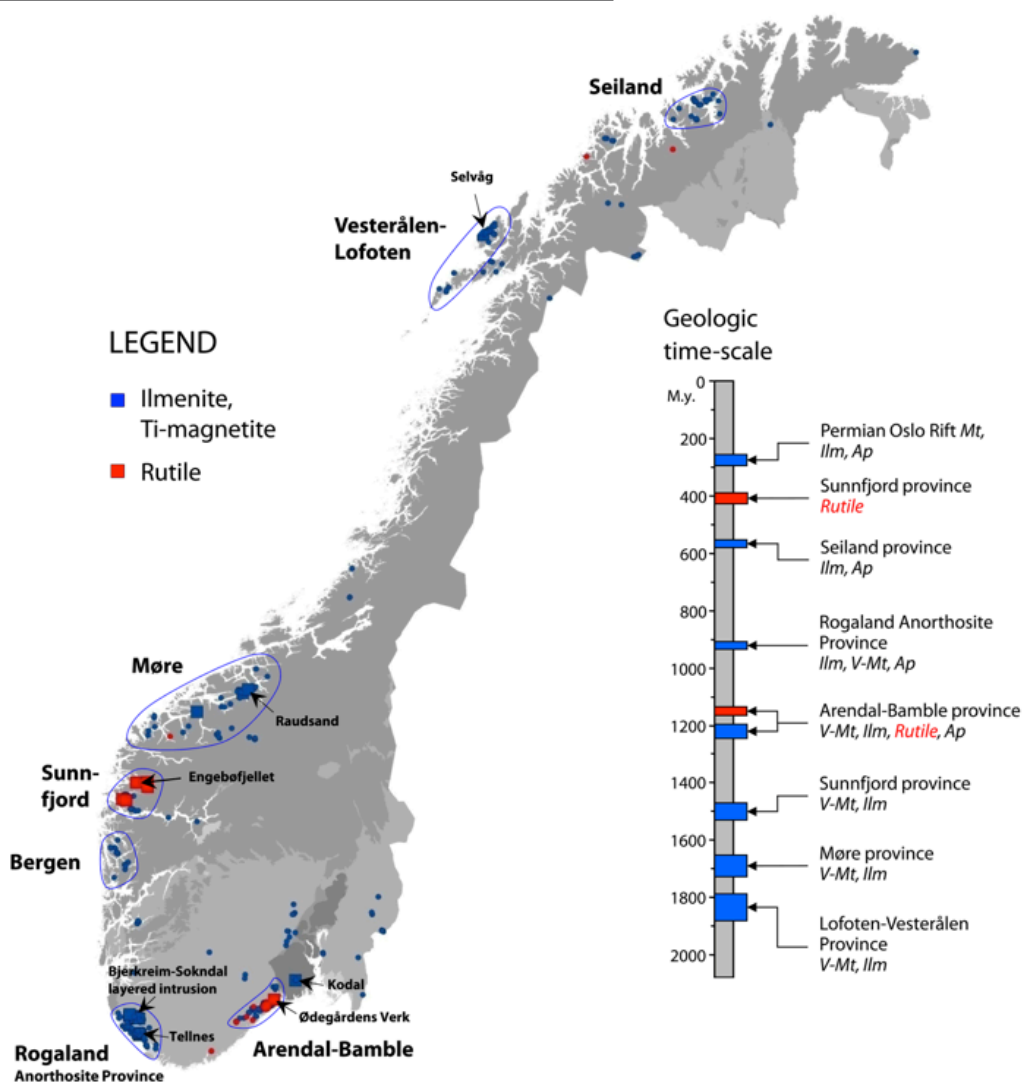 Seiland
Selvåg
Vesterålen-
Lofoten
LEGEND
Ilmenite,
Ti-magnetite
Rutile
Møre
Raudsand
Sunn-
fjord
Engebøfjellet
Bergen
Bjerkreim-Sokndal
layered intrusion
Tellnes
Rogaland
Anorthosite Province
Kodal
Ødegårdens Verk
Arendal-Bamble
Geologic
time-scale
0
M.y.
200
400
600
800
1000
1200
1400
1600
1800
2000
Permian Oslo Rift Mt,
Ilm, Ap
Sunnfjord province
Rutile
Seiland province
Ilm, Ap
Rogaland Anorthosite
Province
Ilm, V-Mt, Ap
Arendal-Bamble province
V-Mt, Ilm, Rutile, Ap
Sunnfjord province
V-Mt, Ilm
Møre province
V-Mt, Ilm
Lofoten-Vesterålen
Province
V-Mt, Ilm